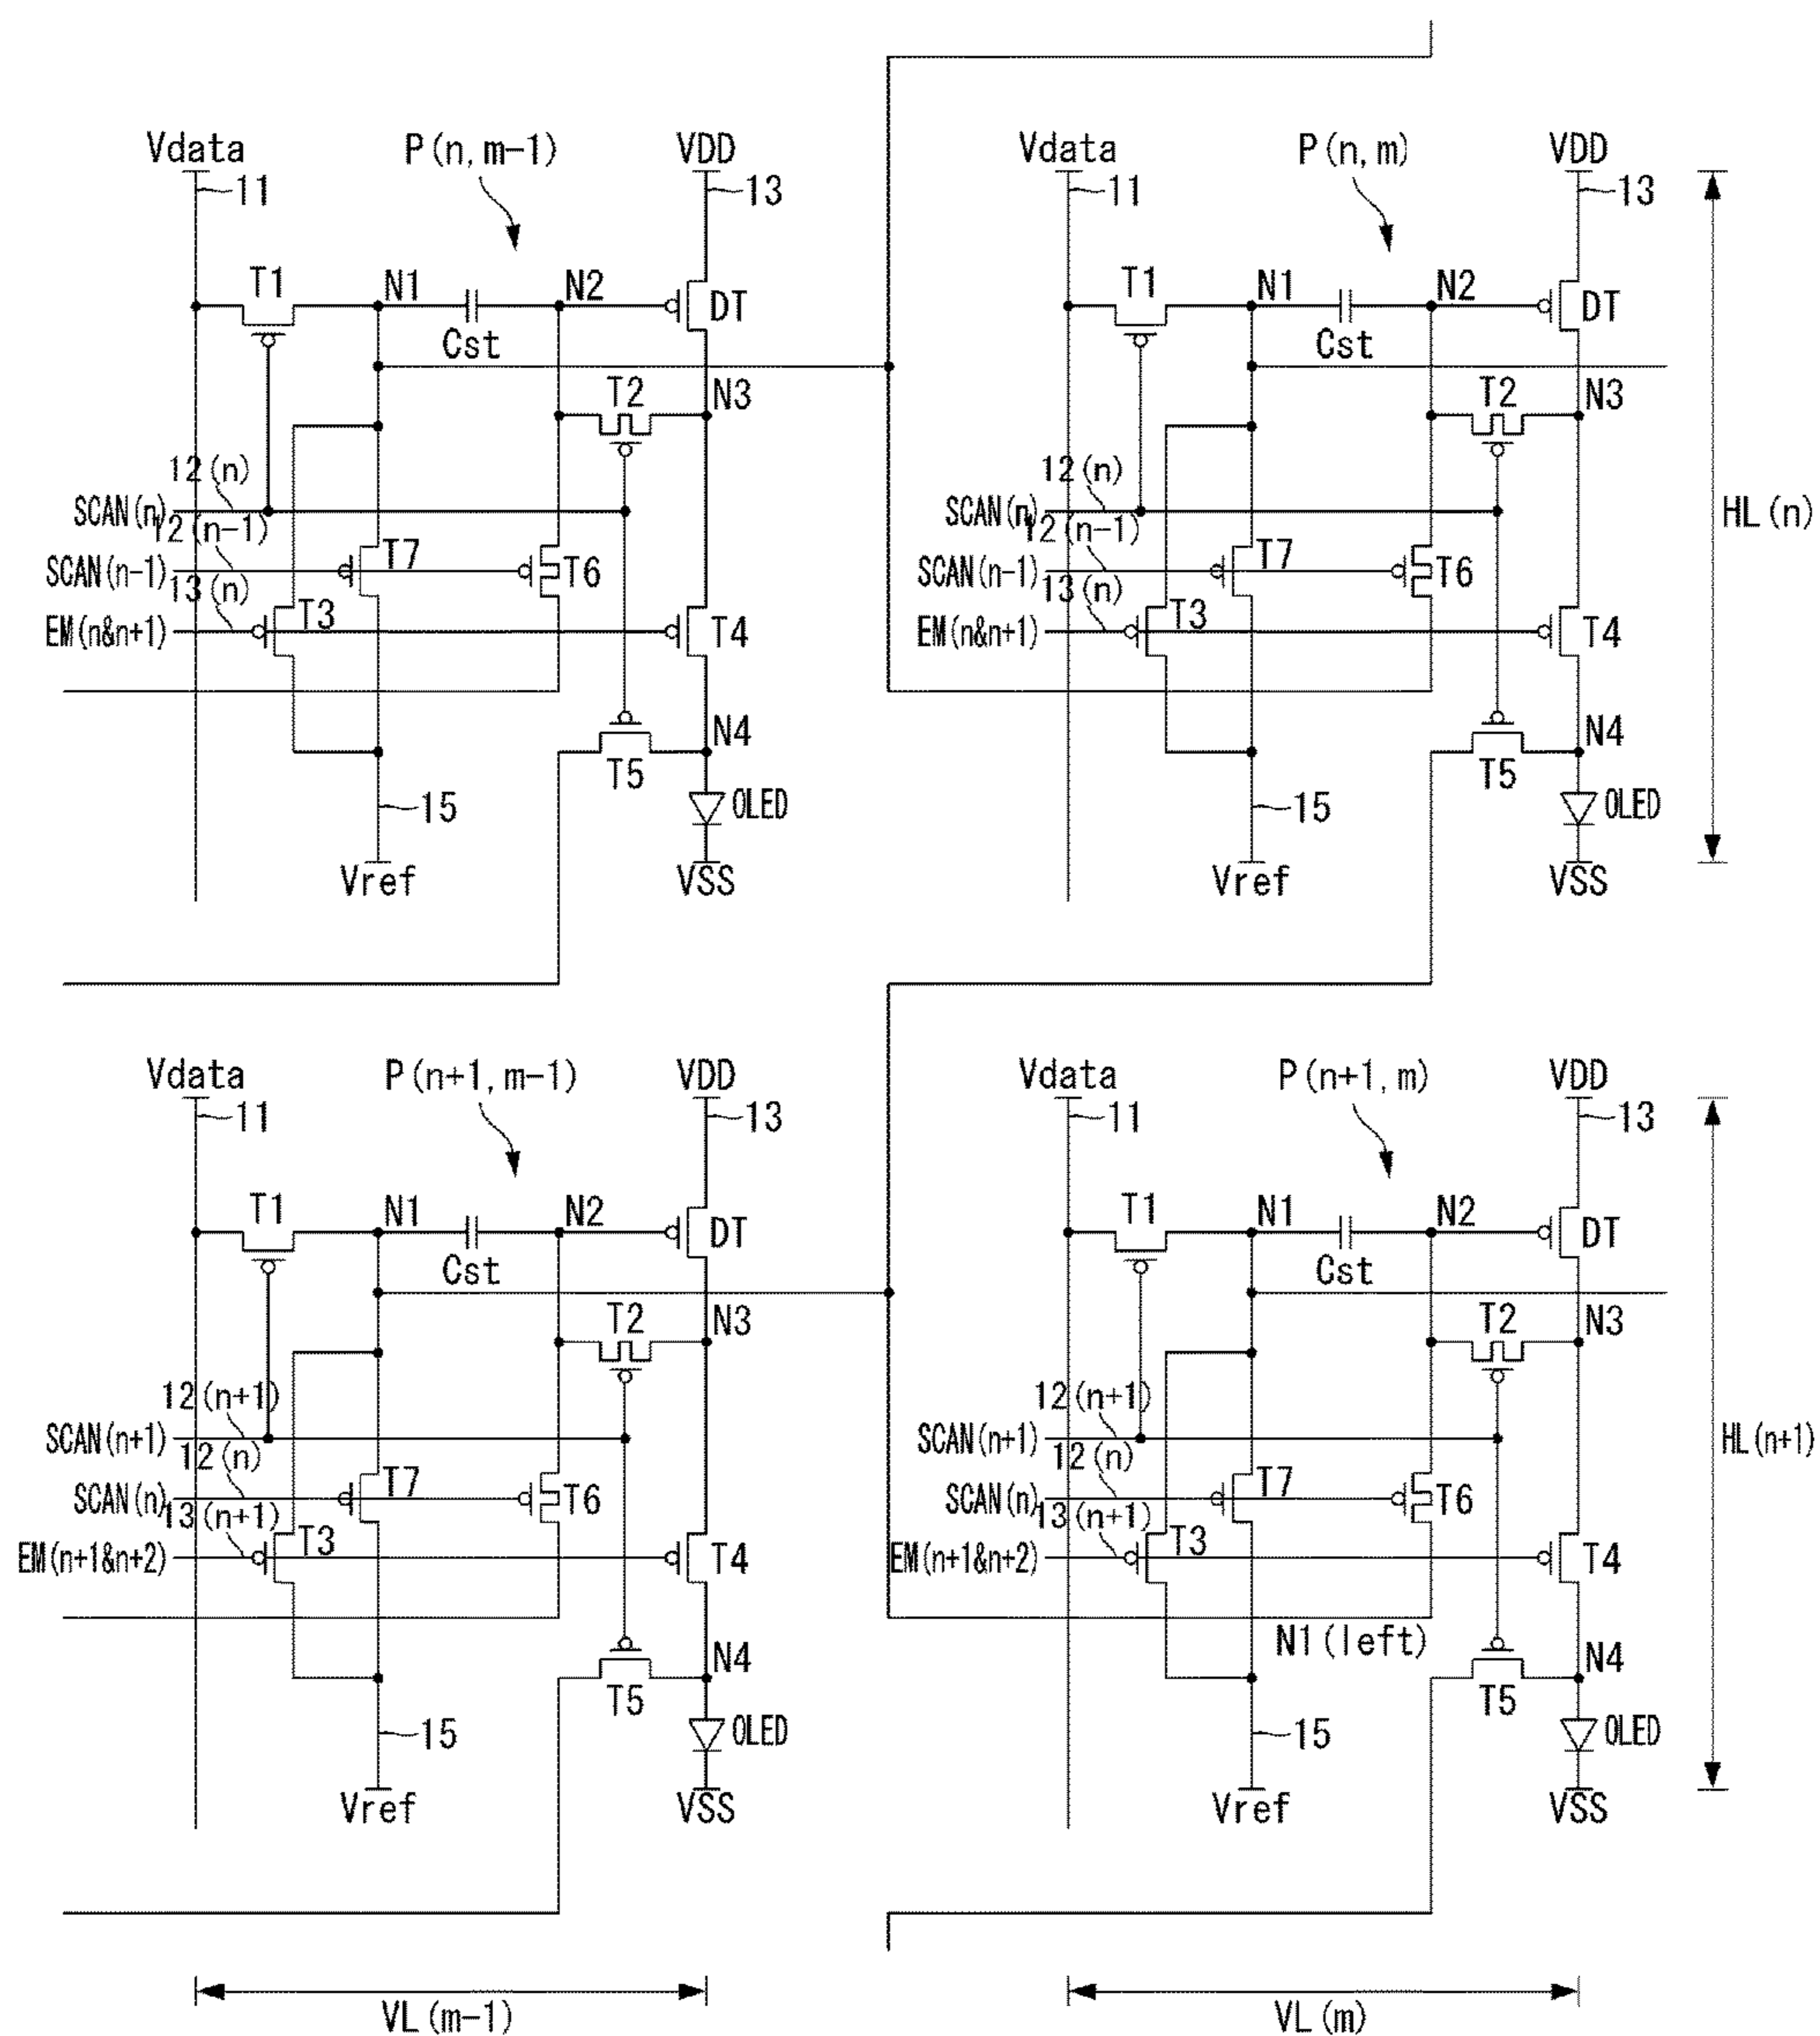 Vdata P(n,m-1) VDD Vdata P(n,m) VDD
11 13 11 13
T1 N1 N2 DT T1 N1 N2 DT
Cst Cst
T2 N3 T2 N3
12(n) 12(n)
SCAN(n) SCAN(n) HL(n)
12(n-1) 12(n-1)
SCAN(n-1) T7 T6 SCAN(n-1) T7 T6
13(n) 13(n)
EM(n&n+1) T3 T4 EM(n&n+1) T3 T4
N4 N4
T5 T5
15 OLED 15 OLED
Vref VSS Vref VSS
Vdata P(n+1,m-1) VDD Vdata P(n+1,m) VDD
11 13 11 13
T1 N1 N2 DT T1 N1 N2 DT
Cst Cst
T2 N3 T2 N3
12(n+1) 12(n+1)
SCAN(n+1) SCAN(n+1) HL(n+1)
12(n) 12(n)
SCAN(n) T7 T6 SCAN(n) T7 T6
13(n+1) 13(n+1)
EM(n+1&n+2) T3 T4 EM(n+1&n+2) T3 T4
N1(left)
N4 N4
T5 T5
15 OLED 15 OLED
Vref VSS Vref VSS
VL(m-1) VL(m)